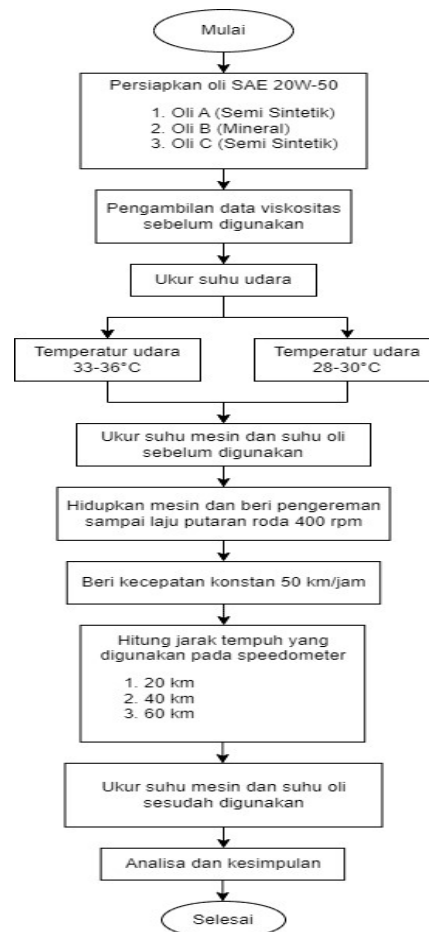 Mulai
Persiapkan oli SAE 20W-50
1. Oli A (Semi Sintetik)
2. Oli B (Mineral)
3. Oli C (Semi Sintetik)
Pengambilan data viskositas
sebelum digunakan
Ukur suhu udara
Temperatur udara
33-36°C
Temperatur udara
28-30°C
Ukur suhu mesin dan suhu oli
sebelum digunakan
Hidupkan mesin dan beri pengereman
sampai laju putaran roda 400 rpm
Beri kecepatan konstan 50 km/jam
Hitung jarak tempuh yang
digunakan pada speedometer
1. 20 km
2. 40 km
3. 60 km
Ukur suhu mesin dan suhu oli
sesudah digunakan
Analisa dan kesimpulan
Selesai